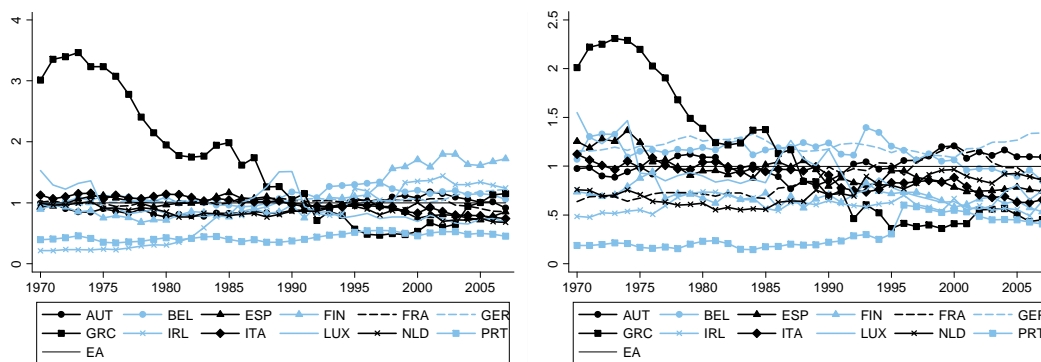 4
3
2
1
0
1970 1975 1980 1985 1990 1995 2000 2005
AUT BEL ESP FIN FRA GER
GRC IRL ITA LUX NLD PRT
EA
2.5
2
1.5
1
.5
0
1970 1975 1980 1985 1990 1995 2000 2005
AUT BEL ESP FIN FRA GER
GRC IRL ITA LUX NLD PRT
EA